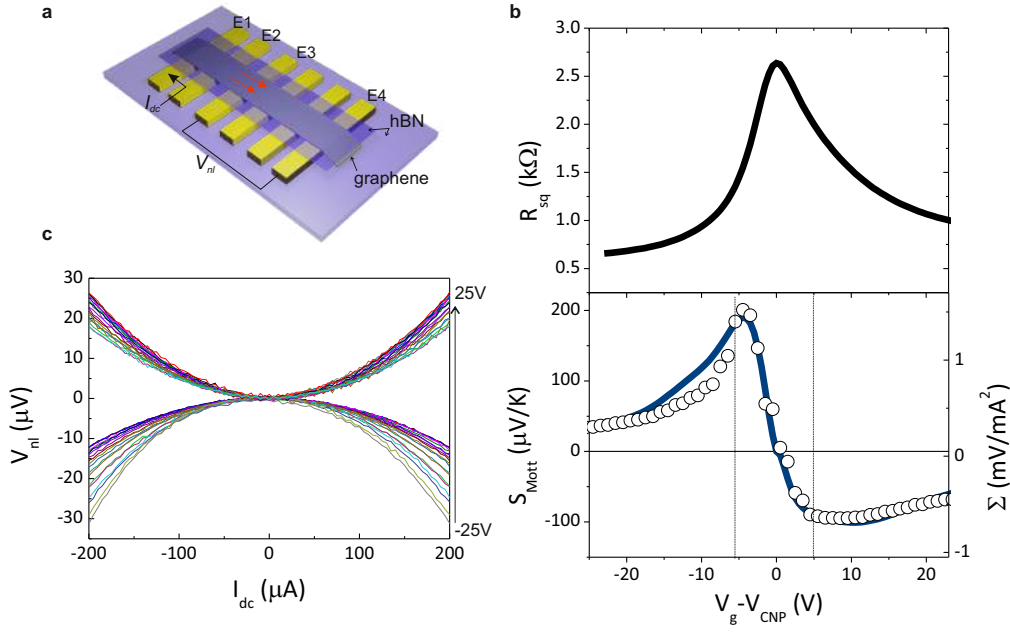 a
E1
E2
E3
E4
I_dc
hBN
V_nl
graphene
b
R_sq (kΩ)
2.5
2.0
1.5
1.0
0.5
S_Mott (μV/K)
200
100
0
-100
Σ (mV/mA²)
1
0
-1
-20
-10
0
10
20
V_g-V_CNP (V)
c
V_nl (μV)
30
20
10
0
-10
-20
-30
25V
-25V
-200
-100
0
100
200
I_dc (μA)